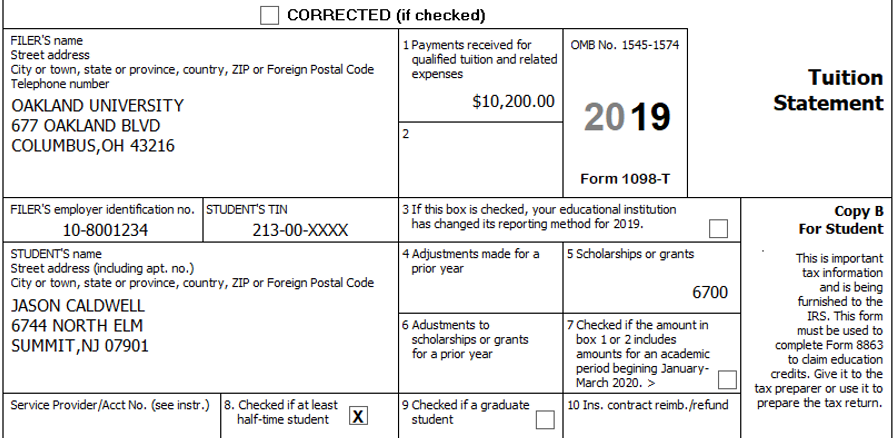 CORRECTED (if checked)
FILER'S name
Street address
City or town, state or province, country, ZIP or Foreign Postal Code
Telephone number
OAKLAND UNIVERSITY
677 OAKLAND BLVD
COLUMBUS,OH 43216
1 Payments received for
qualified tuition and related
expenses
$10,200.00
2
OMB No. 1545-1574
2019
Form 1098-T
Tuition
Statement
FILER'S employer identification no.
10-8001234
STUDENT'S TIN
213-00-XXXX
3 If this box is checked, your educational institution
has changed its reporting method for 2019.
Copy B
For Student
This is important
tax information
and is being
furnished to the
IRS. This form
must be used to
complete Form 8863
to claim education
credits. Give it to the
tax preparer or use it to
prepare the tax return.
STUDENT'S name
Street address (including apt. no.)
City or town, state or province, country, ZIP or Foreign Postal Code
JASON CALDWELL
6744 NORTH ELM
SUMMIT,NJ 07901
4 Adjustments made for a
prior year
5 Scholarships or grants
6700
6 Adustments to
scholarships or grants
for a prior year
7 Checked if the amount in
box 1 or 2 includes
amounts for an academic
period begining January-
March 2020. >
Service Provider/Acct No. (see instr.)
8. Checked if at least
half-time student
X
9 Checked if a graduate
student
10 Ins. contract reimb./refund